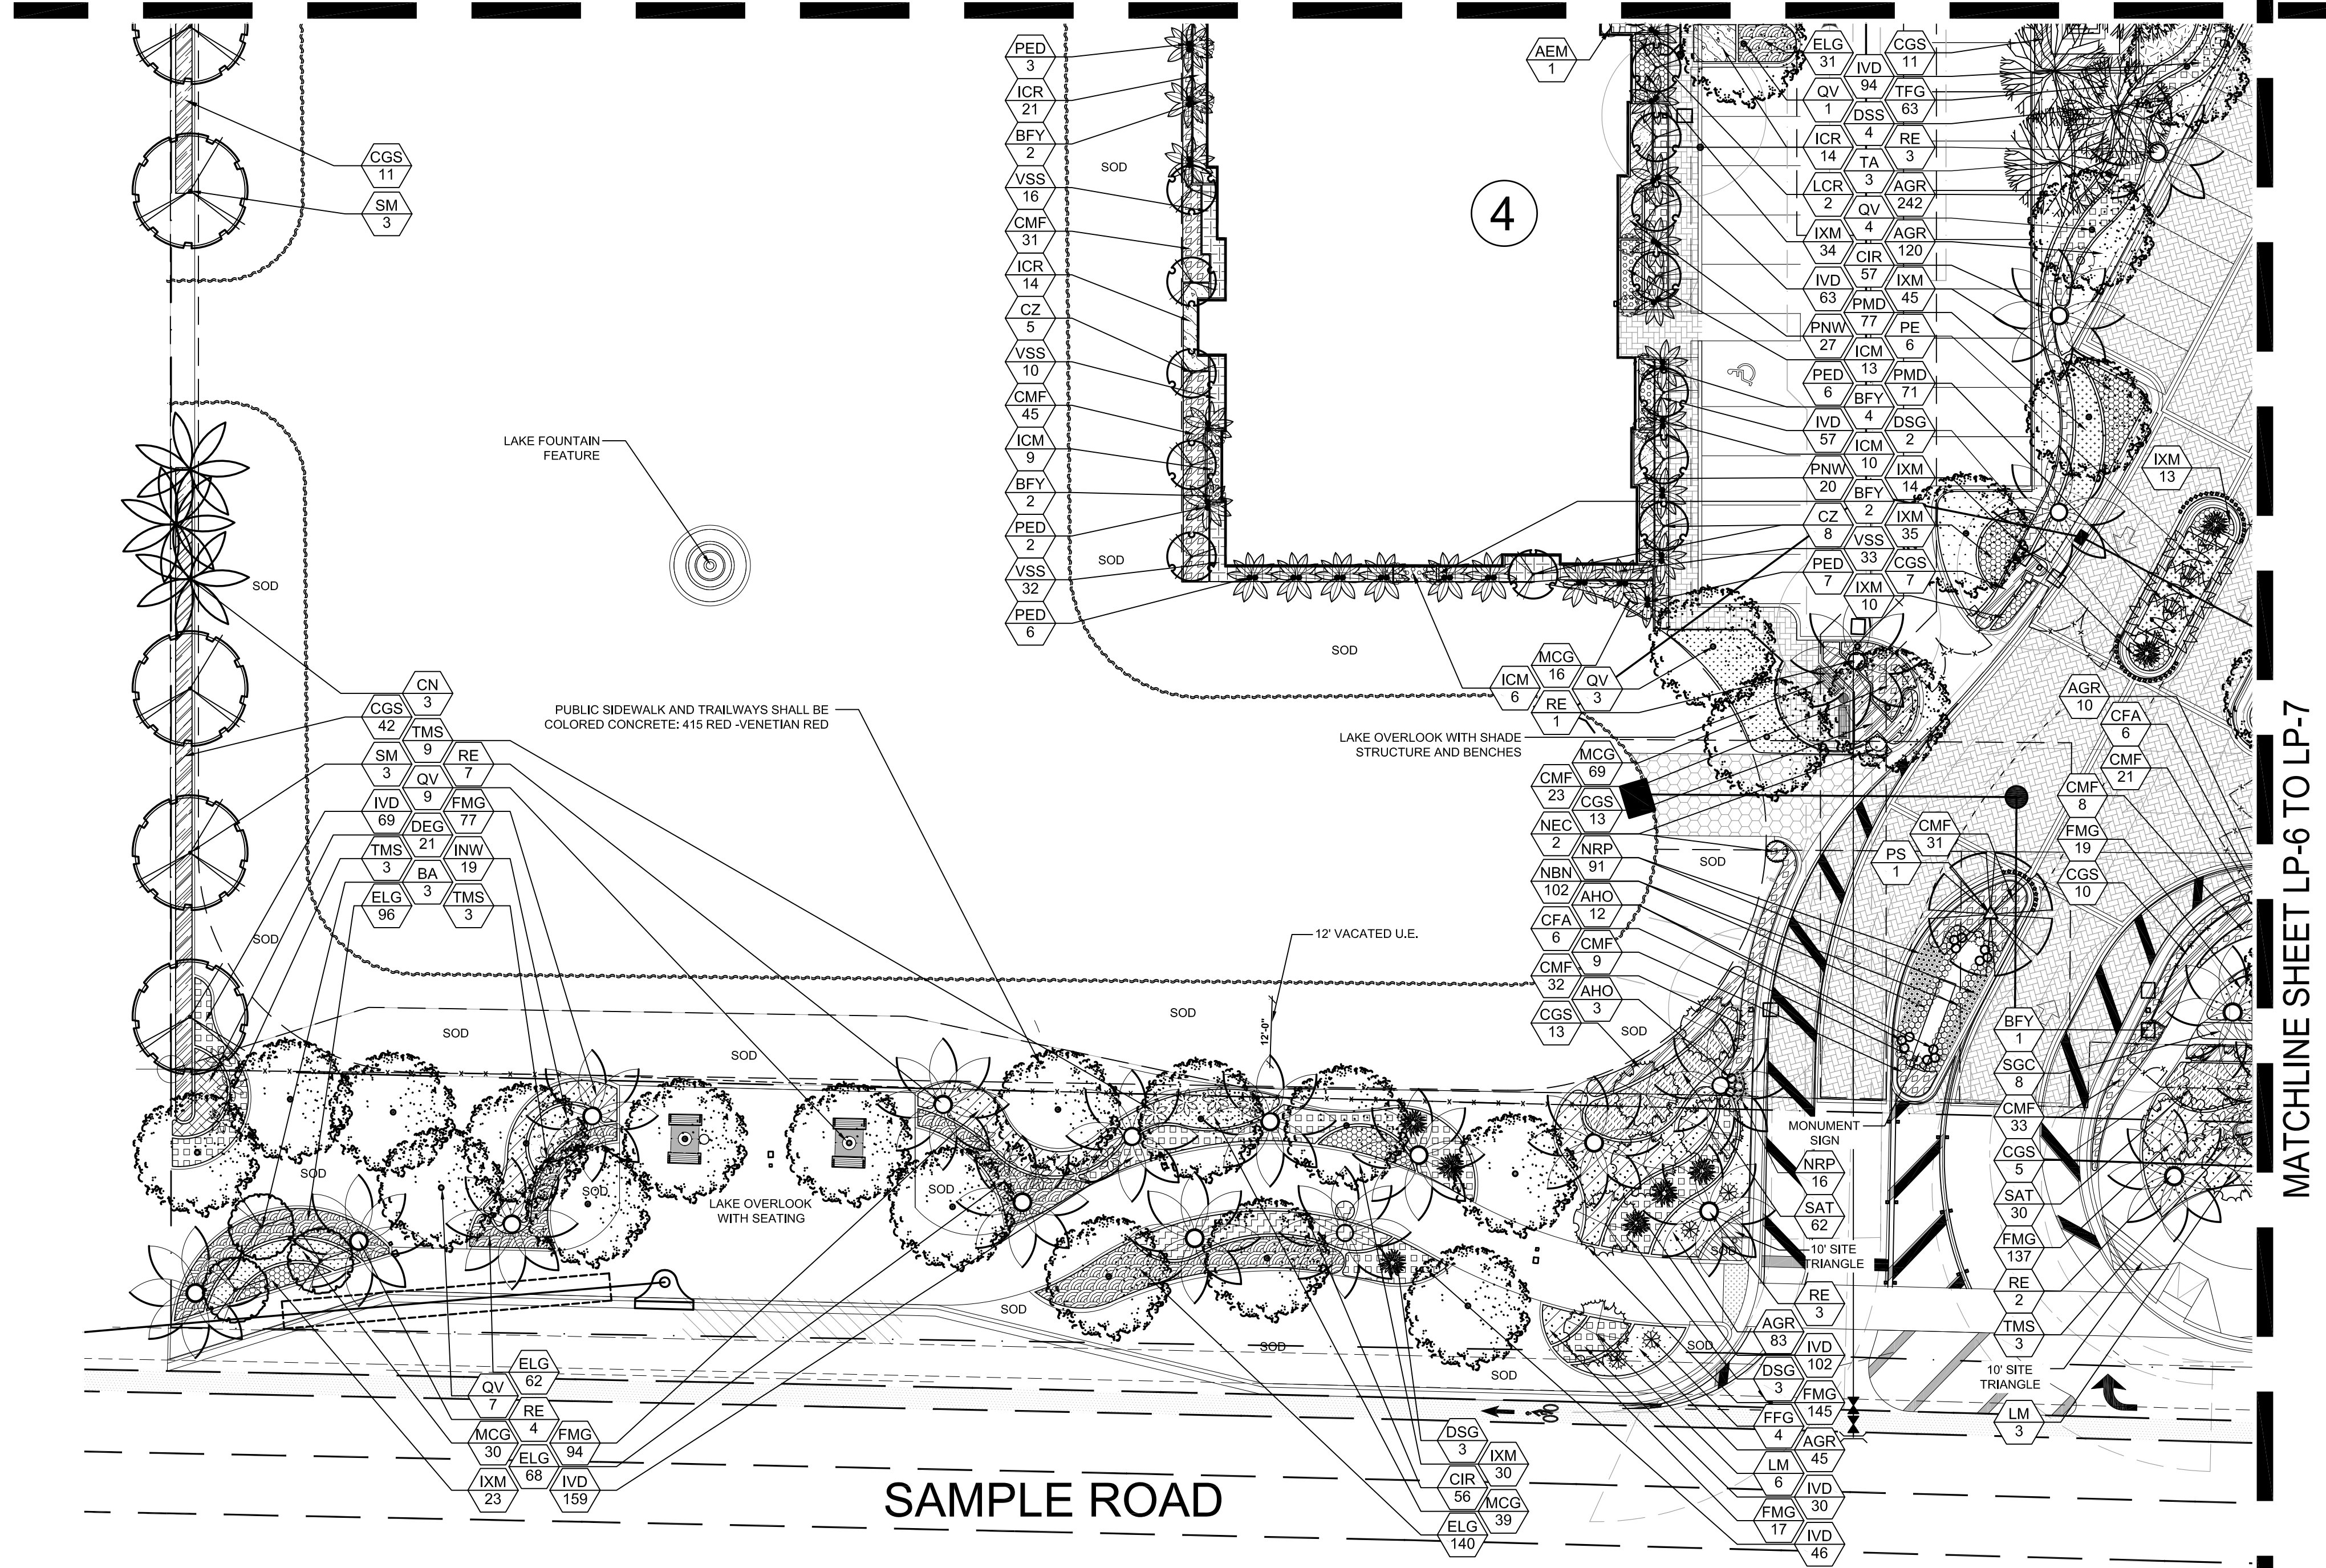 PED
3
ICR
21
BFY
2
VSS
16
CMF
31
ICR
14
CZ
5
VSS
10
CMF
45
ICM
9
BFY
2
PED
2
VSS
32
PED
6
SOD
SOD
SOD
CGS
11
SM
3
LAKE FOUNTAIN
FEATURE
SOD
AEM
1
4
ELG
31
QV
1
ICR
14
LCR
2
IXM
34
IVD
63
PNW
27
PED
6
IVD
57
PNW
20
CZ
8
PED
7
IVD
94
DSS
4
TA
3
QV
4
CIR
57
PMD
77
ICM
13
BFY
4
ICM
10
BFY
2
VSS
33
IXM
10
CGS
11
TFG
63
RE
3
AGR
242
AGR
120
IXM
45
PE
6
PMD
71
DSG
2
IXM
14
IXM
35
CGS
7
IXM
13
CN
3
CGS
42
TMS
9
SM
3
RE
7
QV
9
IVD
69
FMG
77
DEG
21
TMS
3
INW
19
BA
3
ELG
96
TMS
3
PUBLIC SIDEWALK AND TRAILWAYS SHALL BE
COLORED CONCRETE: 415 RED -VENETIAN RED
MCG
16
ICM
6
QV
3
RE
1
LAKE OVERLOOK WITH SHADE
STRUCTURE AND BENCHES
MCG
69
CMF
23
CGS
13
NEC
2
NRP
91
NBN
102
AHO
12
CFA
6
CMF
9
CMF
32
AHO
3
CGS
13
SOD
SOD
12' VACATED U.E.
12'-0"
AGR
10
CFA
6
CMF
21
CMF
8
FMG
19
CGS
10
CMF
31
PS
1
MATCHLINE SHEET LP-6 TO LP-7
BFY
1
SGC
8
CMF
33
CGS
5
SAT
30
FMG
137
RE
2
TMS
3
10' SITE
TRIANGLE
LM
3
SOD
SOD
SOD
SOD
SOD
SOD
SOD
LAKE OVERLOOK
WITH SEATING
MONUMENT
SIGN
NRP
16
SAT
62
10' SITE
TRIANGLE
SOD
RE
3
SOD
SOD
SOD
SOD
AGR
83
IVD
102
DSG
3
FMG
145
FFG
4
AGR
45
LM
6
IVD
30
FMG
17
IVD
46
ELG
62
QV
7
RE
4
MCG
30
FMG
94
ELG
68
IXM
23
IVD
159
DSG
3
IXM
30
CIR
56
MCG
39
ELG
140
SAMPLE ROAD